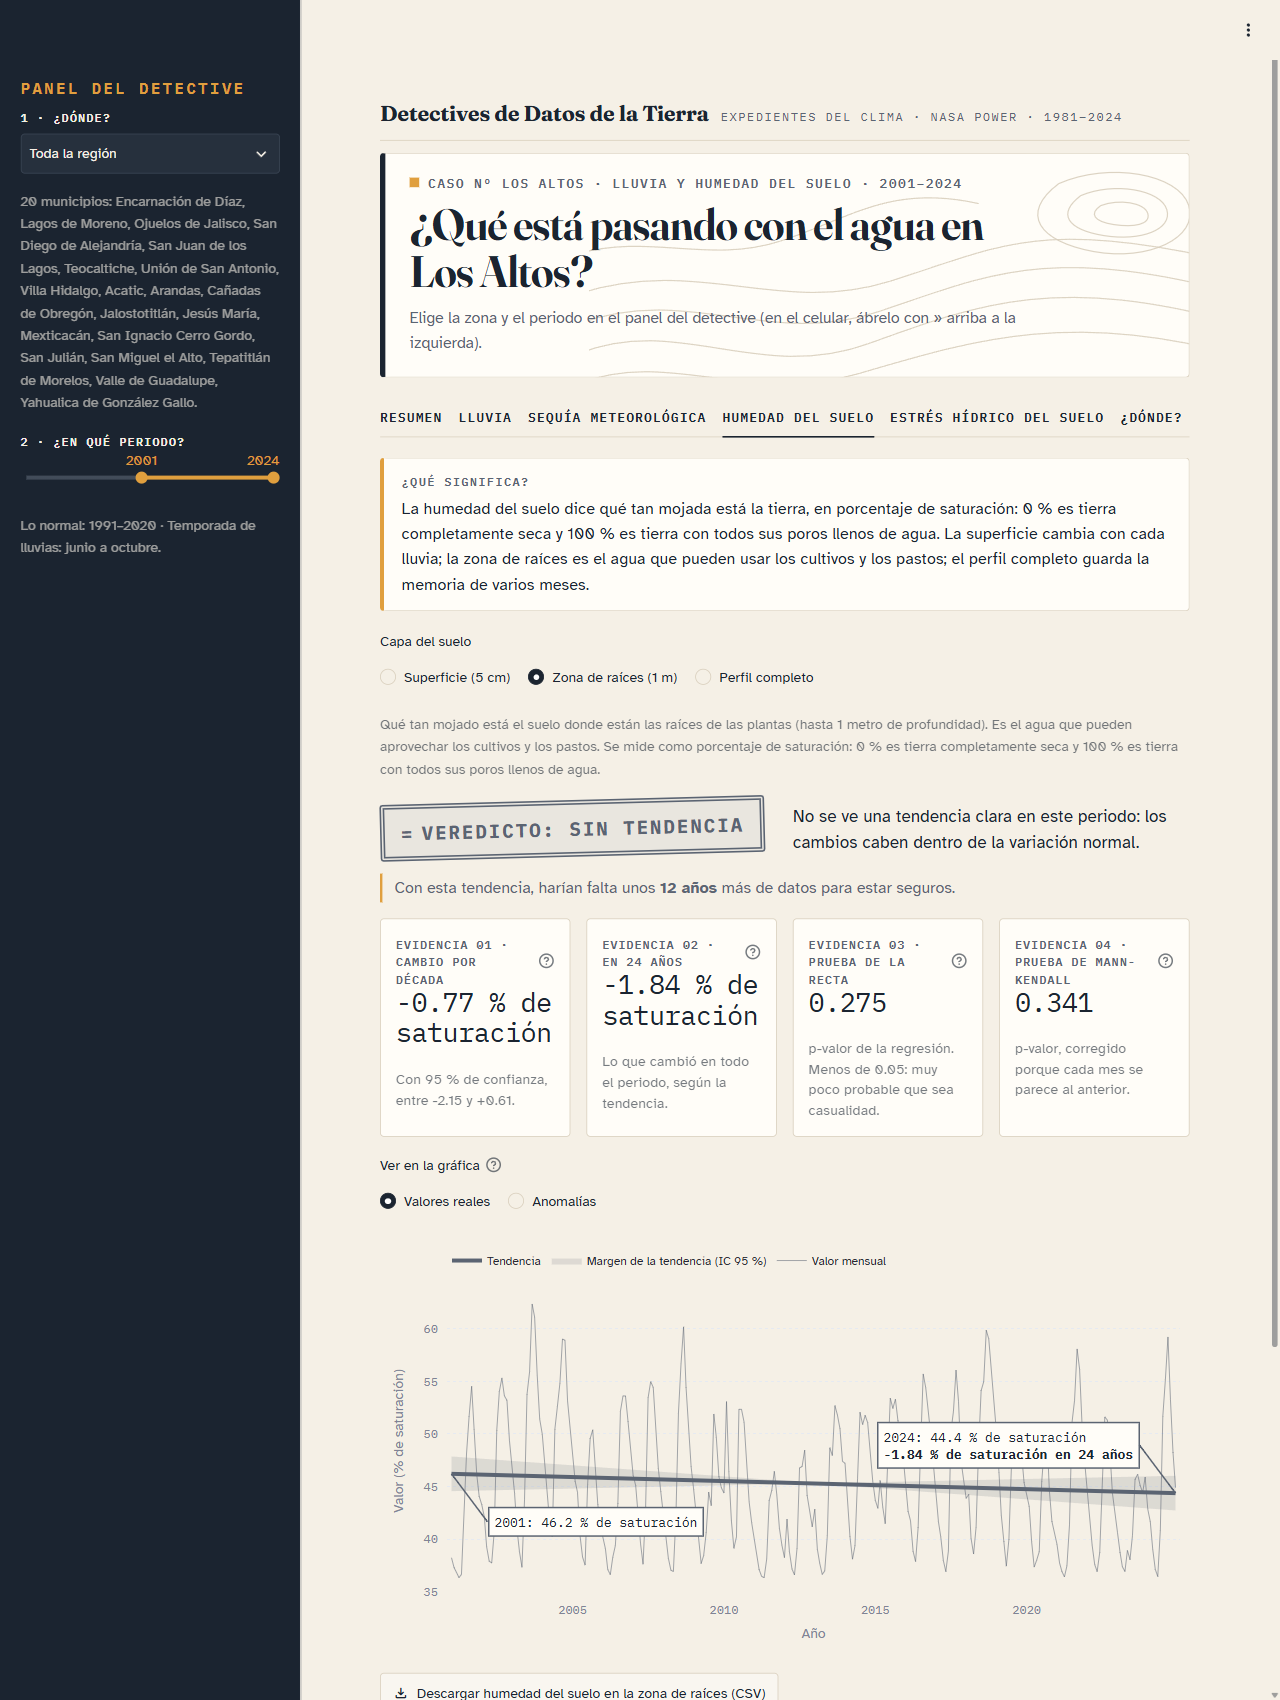 PANEL DEL DETECTIVE
1 · ¿DÓNDE?
Toda la región
20 municipios: Encarnación de Díaz,
Lagos de Moreno, Ojuelos de Jalisco, San
Diego de Alejandría, San Juan de los
Lagos, Teocaltiche, Unión de San Antonio,
Villa Hidalgo, Acatic, Arandas, Cañadas
de Obregón, Jalostotitlán, Jesús María,
Mexticacán, San Ignacio Cerro Gordo,
San Julián, San Miguel el Alto, Tepatitlán
de Morelos, Valle de Guadalupe,
Yahualica de González Gallo.
2 · ¿EN QUÉ PERIODO?
2001 2024
Lo normal: 1991–2020 · Temporada de
lluvias: junio a octubre.
Detectives de Datos de la Tierra EXPEDIENTES DEL CLIMA · NASA POWER · 1981–2024
CASO Nº LOS ALTOS · LLUVIA Y HUMEDAD DEL SUELO · 2001–2024
¿Qué está pasando con el agua en
Los Altos?
Elige la zona y el periodo en el panel del detective (en el celular, ábrelo con » arriba a la
izquierda).
RESUMEN LLUVIA SEQUÍA METEOROLÓGICA HUMEDAD DEL SUELO ESTRÉS HÍDRICO DEL SUELO ¿DÓNDE?
¿QUÉ SIGNIFICA?
La humedad del suelo dice qué tan mojada está la tierra, en porcentaje de saturación: 0 % es tierra
completamente seca y 100 % es tierra con todos sus poros llenos de agua. La superficie cambia con cada
lluvia; la zona de raíces es el agua que pueden usar los cultivos y los pastos; el perfil completo guarda la
memoria de varios meses.
Capa del suelo
Superficie (5 cm) Zona de raíces (1 m) Perfil completo
Qué tan mojado está el suelo donde están las raíces de las plantas (hasta 1 metro de profundidad). Es el agua que pueden
aprovechar los cultivos y los pastos. Se mide como porcentaje de saturación: 0 % es tierra completamente seca y 100 % es tierra
con todos sus poros llenos de agua.
= VEREDICTO: SIN TENDENCIA
No se ve una tendencia clara en este periodo: los
cambios caben dentro de la variación normal.
Con esta tendencia, harían falta unos 12 años más de datos para estar seguros.
EVIDENCIA 01 ·
CAMBIO POR
DÉCADA
-0.77 % de
saturación
Con 95 % de confianza,
entre -2.15 y +0.61.
EVIDENCIA 02 ·
EN 24 AÑOS
-1.84 % de
saturación
Lo que cambió en todo
el periodo, según la
tendencia.
EVIDENCIA 03 ·
PRUEBA DE LA
RECTA
0.275
p-valor de la regresión.
Menos de 0.05: muy
poco probable que sea
casualidad.
EVIDENCIA 04 ·
PRUEBA DE MANN-
KENDALL
0.341
p-valor, corregido
porque cada mes se
parece al anterior.
Ver en la gráfica
Valores reales Anomalías
Tendencia Margen de la tendencia (IC 95 %) Valor mensual
Valor (% de saturación)
60
55
50
45
40
35
2024: 44.4 % de saturación
-1.84 % de saturación en 24 años
2001: 46.2 % de saturación
2005 2010 2015 2020
Año
Descargar humedad del suelo en la zona de raíces (CSV)